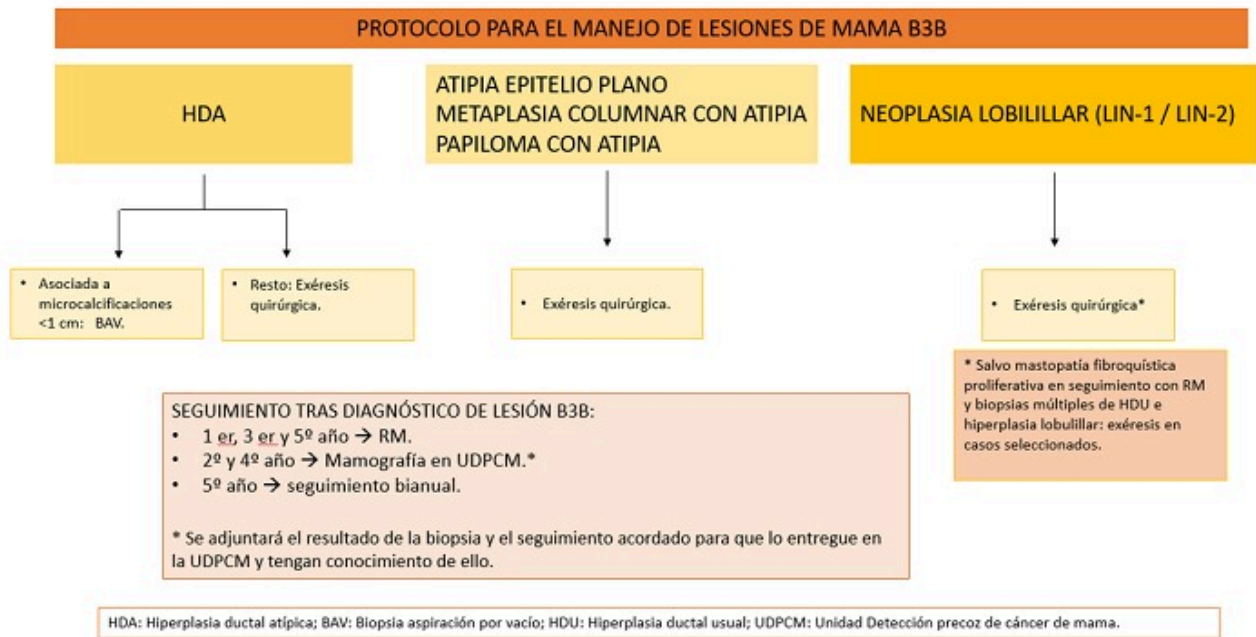 PROTOCOLO PARA EL MANEJO DE LESIONES DE MAMA B3B
HDA
ATIPIA EPITELIO PLANO
METAPLASIA COLUMNAR CON ATIPIA
PAPILOMA CON ATIPIA
NEOPLASIA LOBILILLAR (LIN-1 / LIN-2)
• Asociada a
microcalcificaciones
<1 cm: BAV.
• Resto: Exéresis
quirúrgica.
• Exéresis quirúrgica.
• Exéresis quirúrgica*
* Salvo mastopatía fibroquística
proliferativa en seguimiento con RM
y biopsias múltiples de HDU e
hiperplasia lobulillar: exéresis en
casos seleccionados.
SEGUIMIENTO TRAS DIAGNÓSTICO DE LESIÓN B3B:
• 1 er, 3 er y 5º año → RM.
• 2º y 4º año → Mamografía en UDPCM.*
• 5º año → seguimiento bianual.
* Se adjuntará el resultado de la biopsia y el seguimiento acordado para que lo entregue en
la UDPCM y tengan conocimiento de ello.
HDA: Hiperplasia ductal atípica; BAV: Biopsia aspiración por vacío; HDU: Hiperplasia ductal usual; UDPCM: Unidad Detección precoz de cáncer de mama.